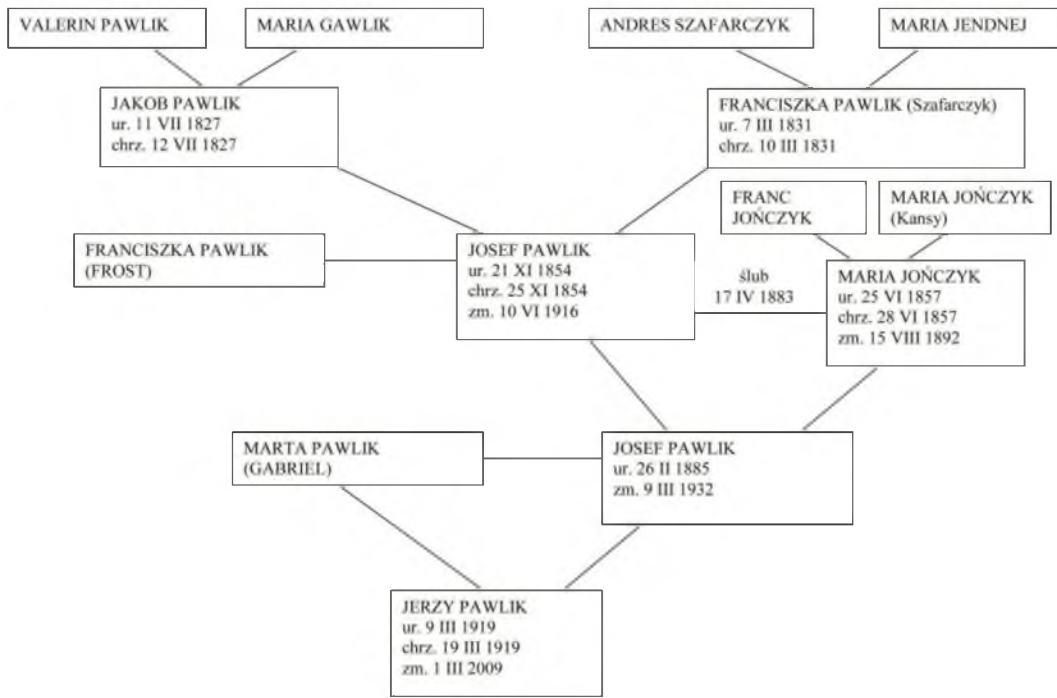 VALERIN PAWLIK
MARIA GAWLIK
ANDRES SZAFARCZYK
MARIA JENDNEJ
JAKOB PAWLIK
ur. 11 VII 1827
chrz. 12 VII 1827
FRANCISZKA PAWLIK (Szafarczyk)
ur. 7 III 1831
chrz. 10 III 1831
FRANC
JOŃCZYK
MARIA JOŃCZYK
(Kansy)
FRANCISZKA PAWLIK
(FROST)
JOSEF PAWLIK
ur. 21 XI 1854
chrz. 25 XI 1854
zm. 10 VI 1916
ślub
17 IV 1883
MARIA JOŃCZYK
ur. 25 VI 1857
chrz. 28 VI 1857
zm. 15 VIII 1892
MARTA PAWLIK
(GABRIEL)
JOSEF PAWLIK
ur. 26 II 1885
zm. 9 III 1932
JERZY PAWLIK
ur. 9 III 1919
chrz. 19 III 1919
zm. 1 III 2009